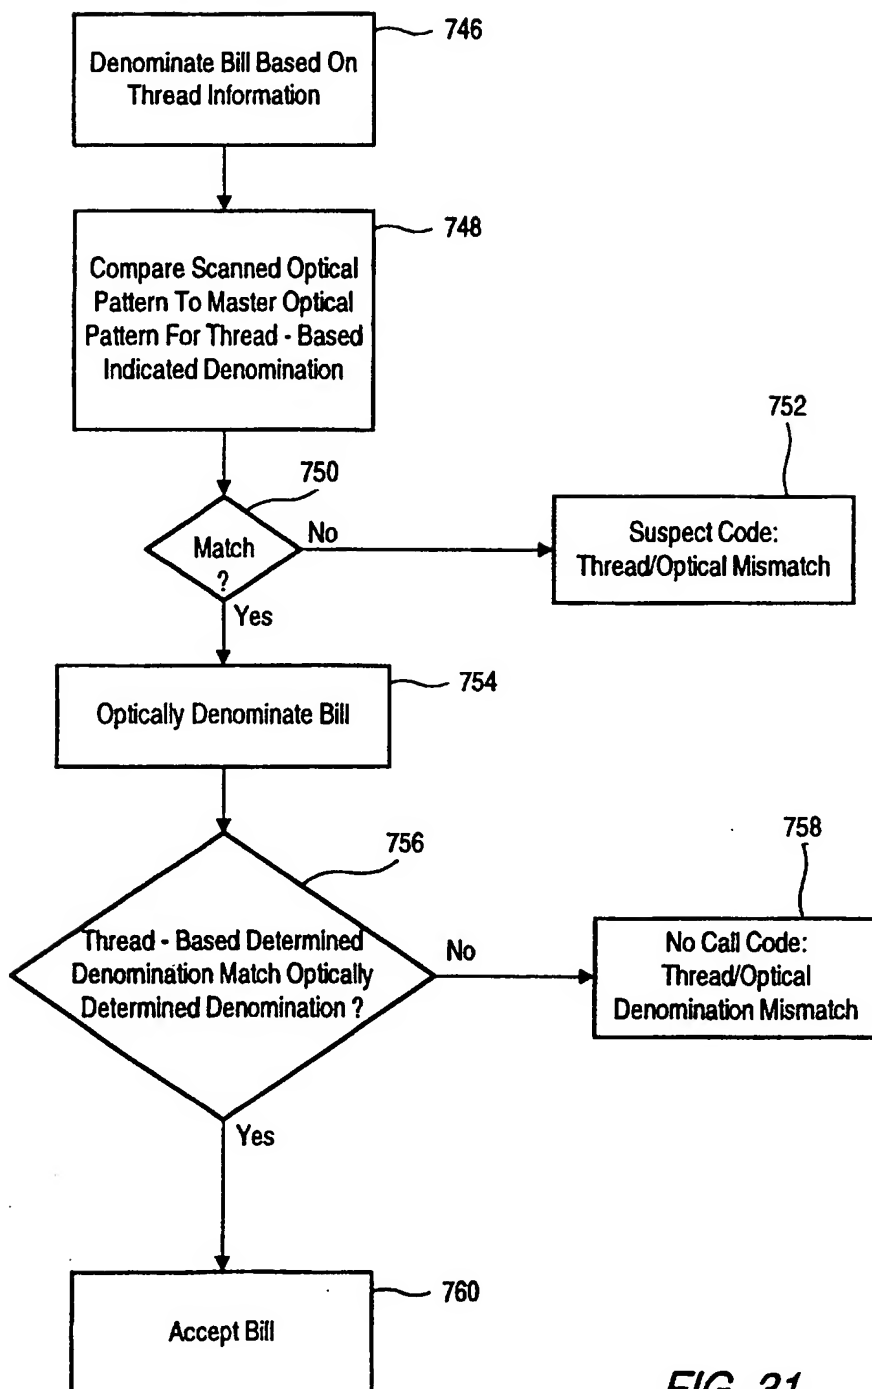 746
Denominate Bill Based On
Thread Information
748
Compare Scanned Optical
Pattern To Master Optical
Pattern For Thread - Based
Indicated Denomination
752
750
Match
?
No
Suspect Code:
Thread/Optical Mismatch
Yes
754
Optically Denominate Bill
756
758
Thread - Based Determined
Denomination Match Optically
Determined Denomination ?
No
No Call Code:
Thread/Optical
Denomination Mismatch
Yes
760
Accept Bill
FIG. 21